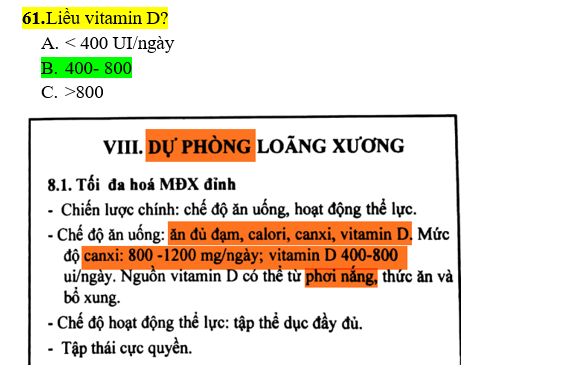 61.Liều vitamin D?
A. < 400 UI/ngày
B. 400- 800
C. >800
VIII. DỰ PHÒNG LOÃNG XƯƠNG
8.1. Tối đa hoá MĐX đỉnh
- Chiến lược chính: chế độ ăn uống, hoạt động thể lực.
- Chế độ ăn uống: ăn đủ đạm, calori, canxi, vitamin D. Mức
độ canxi: 800 -1200 mg/ngày; vitamin D 400-800
ui/ngày. Nguồn vitamin D có thể từ phơi nắng, thức ăn và
bổ xung.
- Chế độ hoạt động thể lực: tập thể dục đầy đủ.
- Tập thái cực quyền.